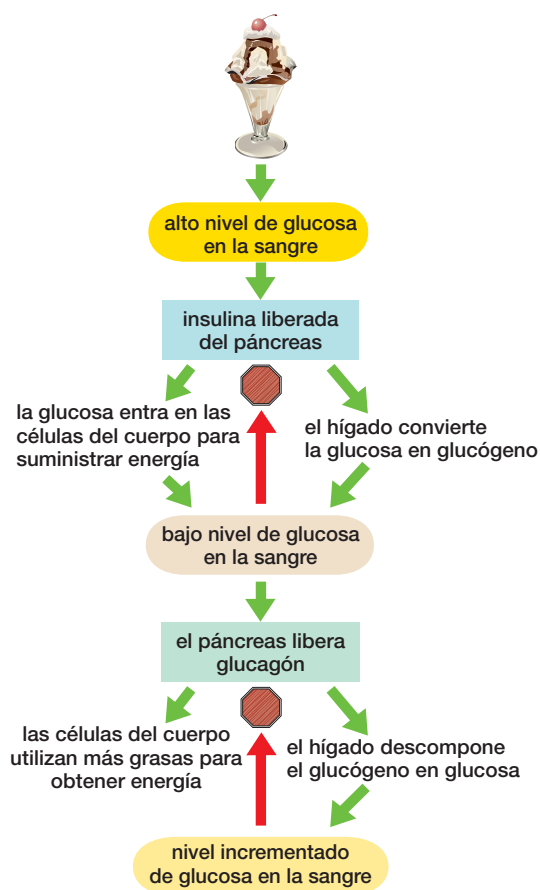 alto nivel de glucosa
en la sangre
insulina liberada
del páncreas
la glucosa entra en las
células del cuerpo para
suministrar energía
el hígado convierte
la glucosa en glucógeno
bajo nivel de glucosa
en la sangre
el páncreas libera
glucagón
las células del cuerpo
utilizan más grasas para
obtener energía
el hígado descompone
el glucógeno en glucosa
nivel incrementado
de glucosa en la sangre